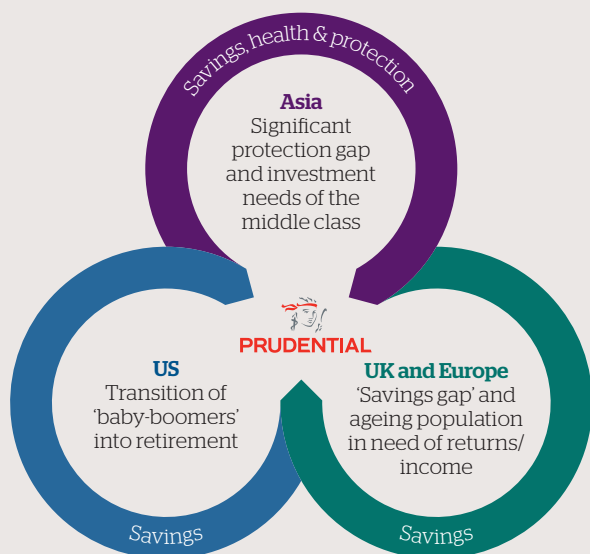 Savings, health & protection
Asia
Significant
protection gap
and investment
needs of the
middle class
PRUDENTIAL
US
Transition of
‘baby-boomers’
into retirement
Savings
UK and Europe
‘Savings gap’ and
ageing population
in need of returns/
income
Savings